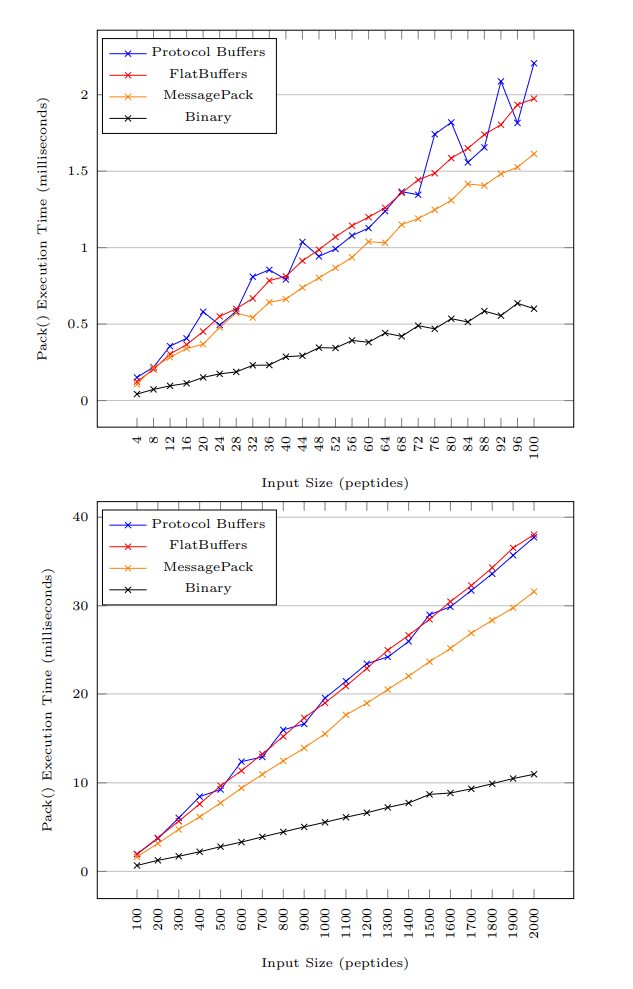 Protocol Buffers
FlatBuffers
MessagePack
Binary
Pack() Execution Time (milliseconds)
2
1.5
1
0.5
0
4 8 12 16 20 24 28 32 36 40 44 48 52 56 60 64 68 72 76 80 84 88 92 96 100
Input Size (peptides)
Protocol Buffers
FlatBuffers
MessagePack
Binary
Pack() Execution Time (milliseconds)
40
30
20
10
0
100 200 300 400 500 600 700 800 900 1000 1100 1200 1300 1400 1500 1600 1700 1800 1900 2000
Input Size (peptides)